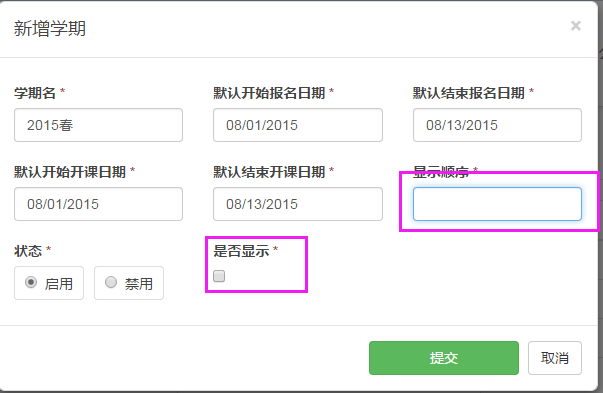 新增学期 ×
学期名 * 默认开始报名日期 * 默认结束报名日期 *
2015春 08/01/2015 08/13/2015
默认开始开课日期 * 默认结束开课日期 * 显示顺序 *
08/01/2015 08/13/2015
状态 * 是否显示 *
启用 禁用
提交 取消